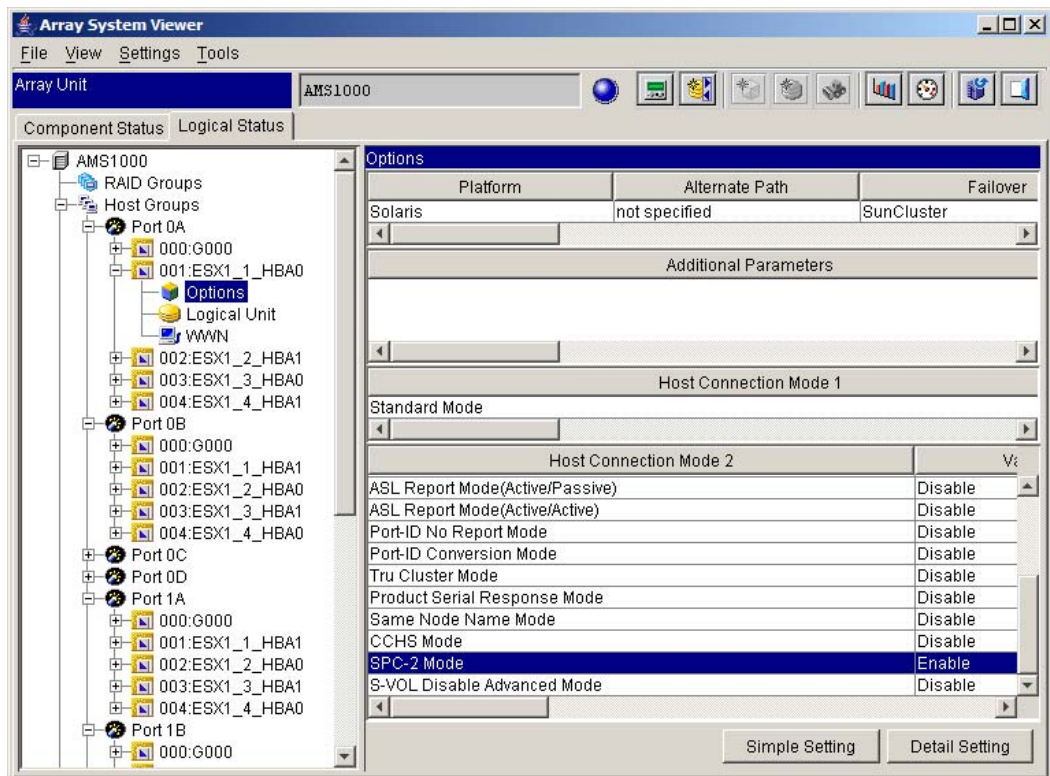 Array System Viewer
File View Settings Tools
Array Unit
AMS1000
Component Status
Logical Status
AMS1000
RAID Groups
Host Groups
Port 0A
000:G000
001:ESX1_1_HBA0
Options
Logical Unit
WWN
002:ESX1_2_HBA1
003:ESX1_3_HBA0
004:ESX1_4_HBA1
Port 0B
000:G000
001:ESX1_1_HBA1
002:ESX1_2_HBA0
003:ESX1_3_HBA1
004:ESX1_4_HBA0
Port 0C
Port 0D
Port 1A
000:G000
001:ESX1_1_HBA1
002:ESX1_2_HBA0
003:ESX1_3_HBA1
004:ESX1_4_HBA0
Port 1B
000:G000
Options
Platform Alternate Path Failover
Solaris not specified SunCluster
Additional Parameters
Host Connection Mode 1
Standard Mode
Host Connection Mode 2
ASL Report Mode(Active/Passive) Disable
ASL Report Mode(Active/Active) Disable
Port-ID No Report Mode Disable
Port-ID Conversion Mode Disable
Tru Cluster Mode Disable
Product Serial Response Mode Disable
Same Node Name Mode Disable
CCHS Mode Disable
SPC-2 Mode Enable
S-VOL Disable Advanced Mode Disable
Simple Setting Detail Setting